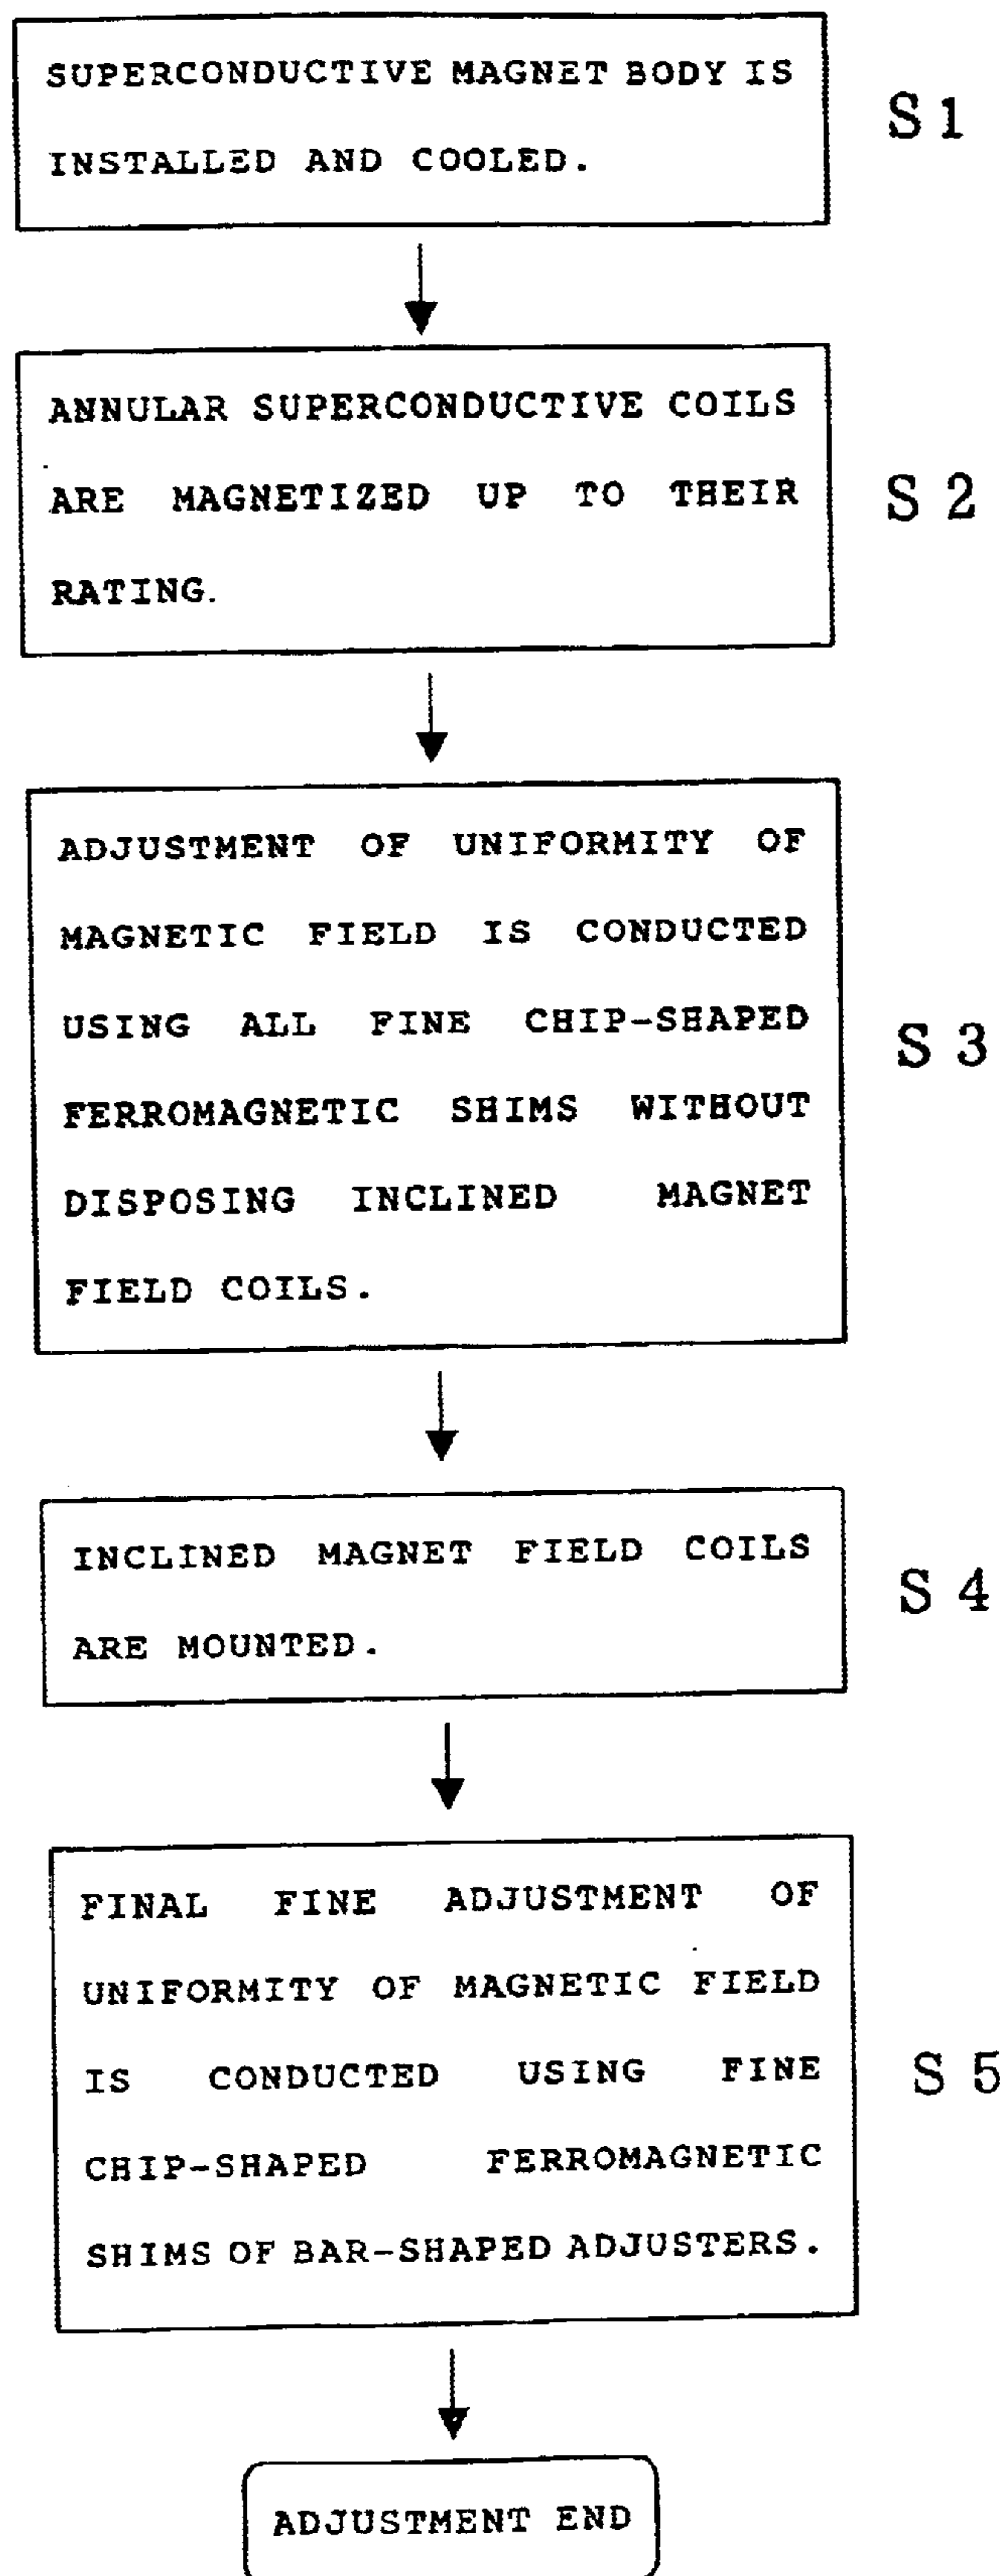 SUPERCONDUCTIVE MAGNET BODY IS
INSTALLED AND COOLED.
S 1
ANNULAR SUPERCONDUCTIVE COILS
ARE MAGNETIZED UP TO THEIR
RATING.
S 2
ADJUSTMENT OF UNIFORMITY OF
MAGNETIC FIELD IS CONDUCTED
USING ALL FINE CHIP-SHAPED
FERROMAGNETIC SHIMS WITHOUT
DISPOSING INCLINED MAGNET
FIELD COILS.
S 3
INCLINED MAGNET FIELD COILS
ARE MOUNTED.
S 4
FINAL FINE ADJUSTMENT OF
UNIFORMITY OF MAGNETIC FIELD
IS CONDUCTED USING FINE
CHIP-SHAPED FERROMAGNETIC
SHIMS OF BAR-SHAPED ADJUSTERS.
S 5
ADJUSTMENT END